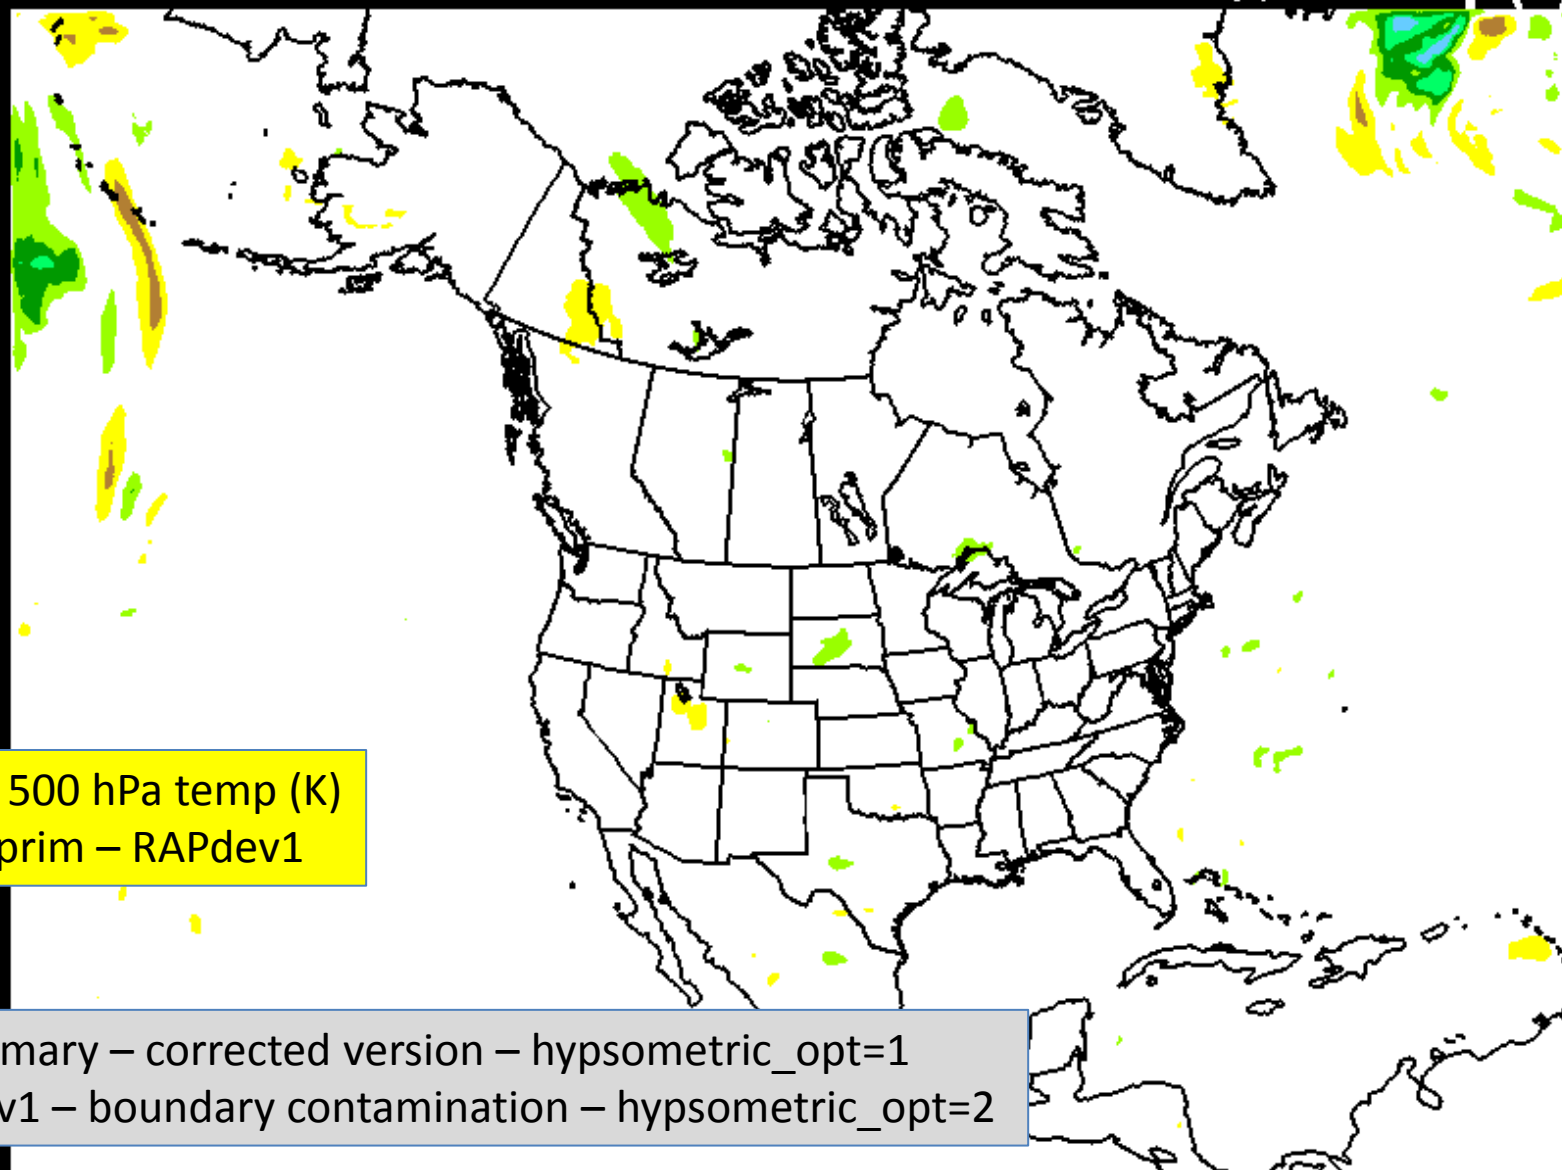 500 hPa temp (K)
prim – RAPdev1
mary – corrected version – hypsometric_opt=1
v1 – boundary contamination – hypsometric_opt=2